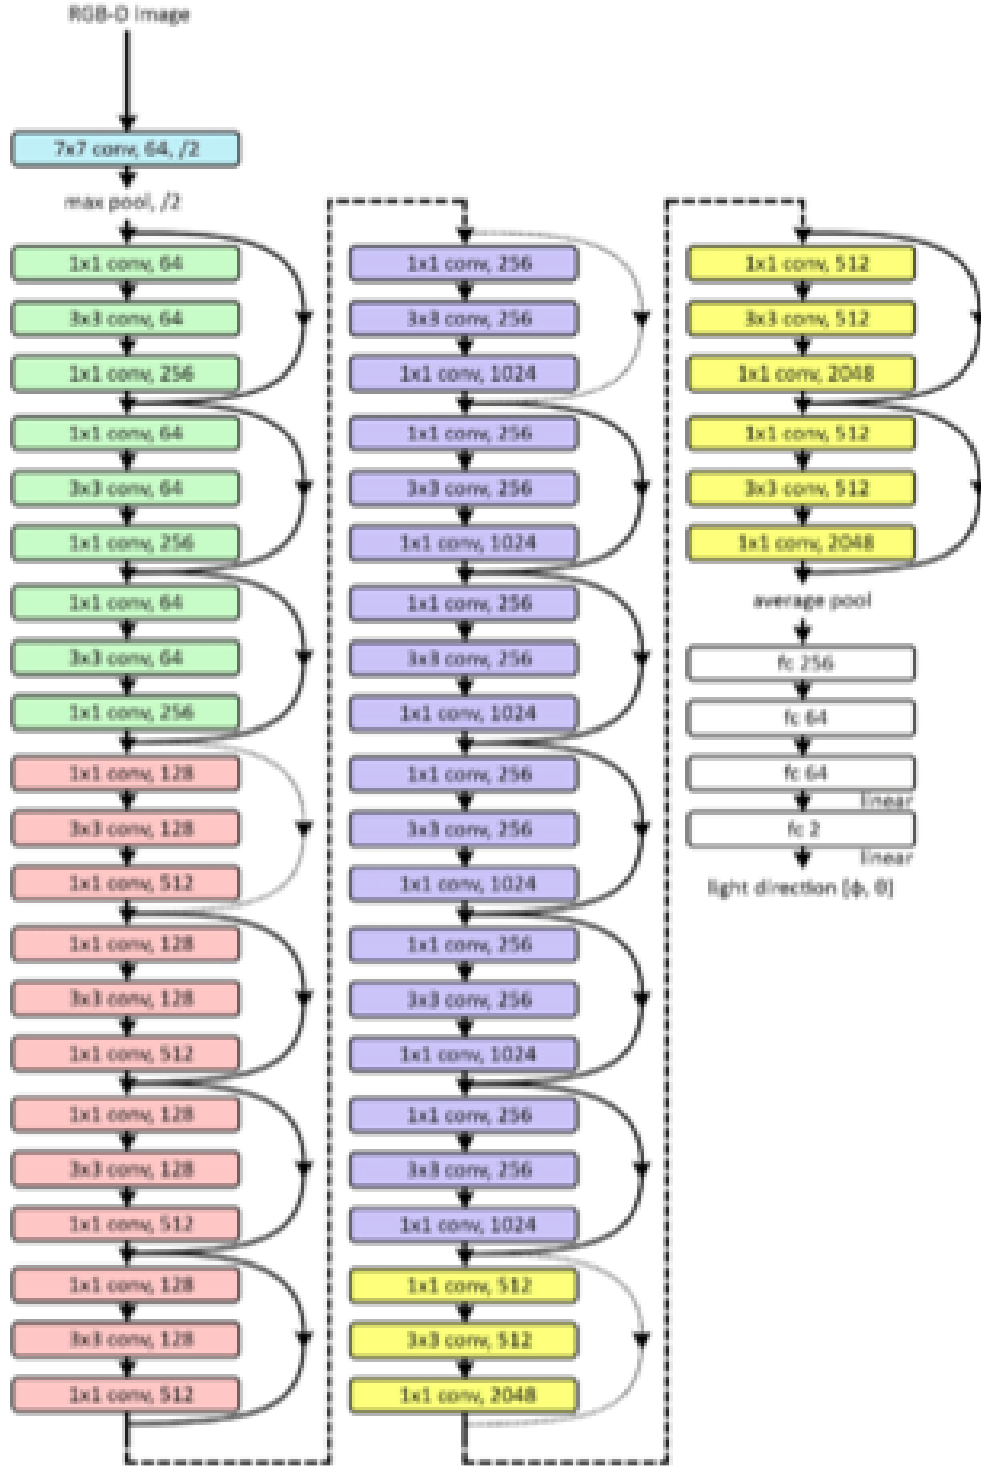 RGB-D Image
7x7 conv, 64, /2
max pool, /2
1x1 conv, 64
3x3 conv, 64
1x1 conv, 256
1x1 conv, 64
3x3 conv, 64
1x1 conv, 256
1x1 conv, 64
3x3 conv, 64
1x1 conv, 256
1x1 conv, 128
3x3 conv, 128
1x1 conv, 512
1x1 conv, 128
3x3 conv, 128
1x1 conv, 512
1x1 conv, 128
3x3 conv, 128
1x1 conv, 512
1x1 conv, 128
3x3 conv, 128
1x1 conv, 512
1x1 conv, 256
3x3 conv, 256
1x1 conv, 1024
1x1 conv, 256
3x3 conv, 256
1x1 conv, 1024
1x1 conv, 256
3x3 conv, 256
1x1 conv, 1024
1x1 conv, 256
3x3 conv, 256
1x1 conv, 1024
1x1 conv, 256
3x3 conv, 256
1x1 conv, 1024
1x1 conv, 256
3x3 conv, 256
1x1 conv, 1024
1x1 conv, 512
3x3 conv, 512
1x1 conv, 2048
1x1 conv, 512
3x3 conv, 512
1x1 conv, 2048
1x1 conv, 512
3x3 conv, 512
1x1 conv, 2048
average pool
fc 256
fc 64
fc 64
linear
fc 2
linear
light direction [ϕ, θ]